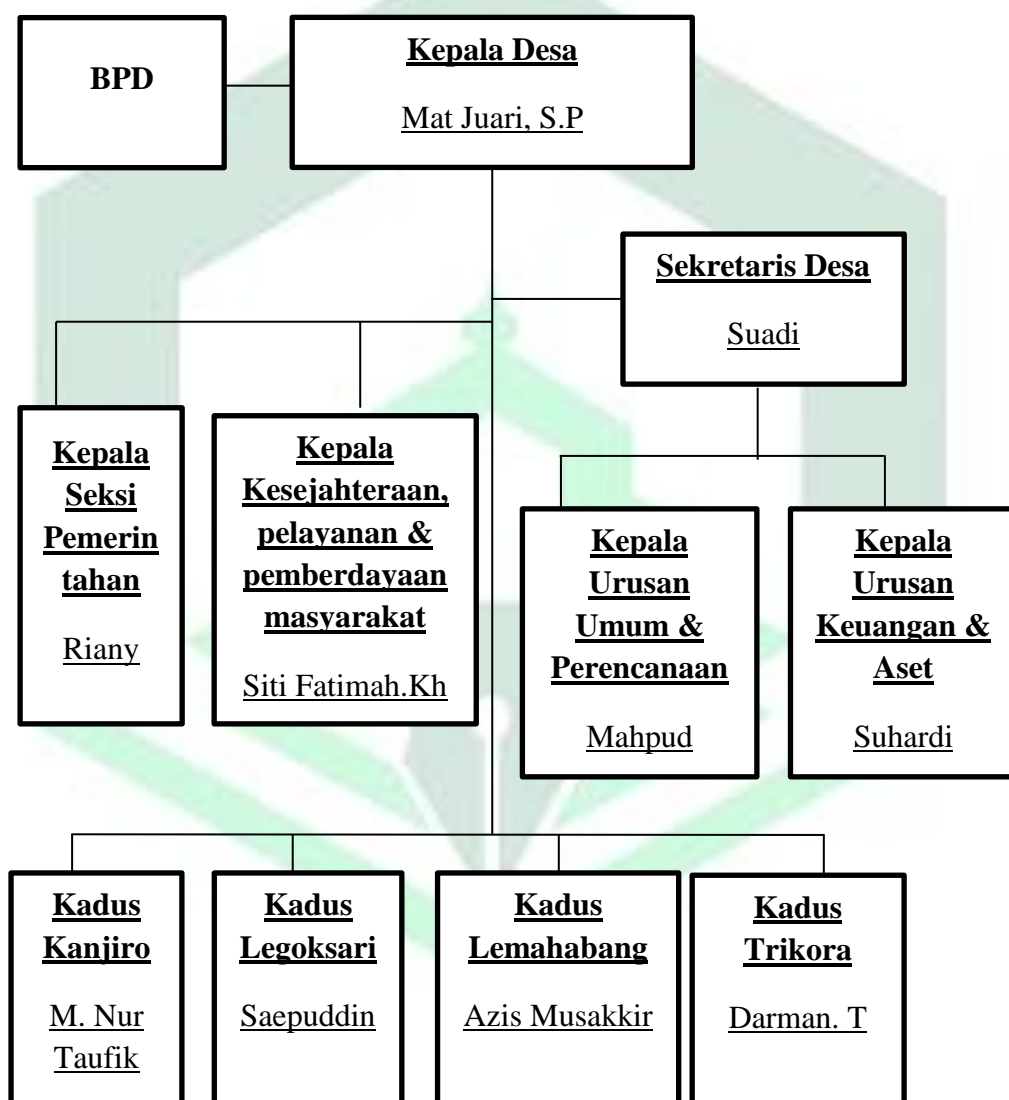 BPD
Kepala Desa
Mat Juari, S.P
Sekretaris Desa
Suadi
Kepala
Seksi
Pemerin
tahan
Riany
Kepala
Kesejahteraan,
pelayanan &
pemberdayaan
masyarakat
Siti Fatimah.Kh
Kepala
Urusan
Umum &
Perencanaan
Mahpud
Kepala
Urusan
Keuangan &
Aset
Suhardi
Kadus
Kanjiro
M. Nur
Taufik
Kadus
Legoksari
Saepuddin
Kadus
Lemahabang
Azis Musakkir
Kadus
Trikora
Darman. T